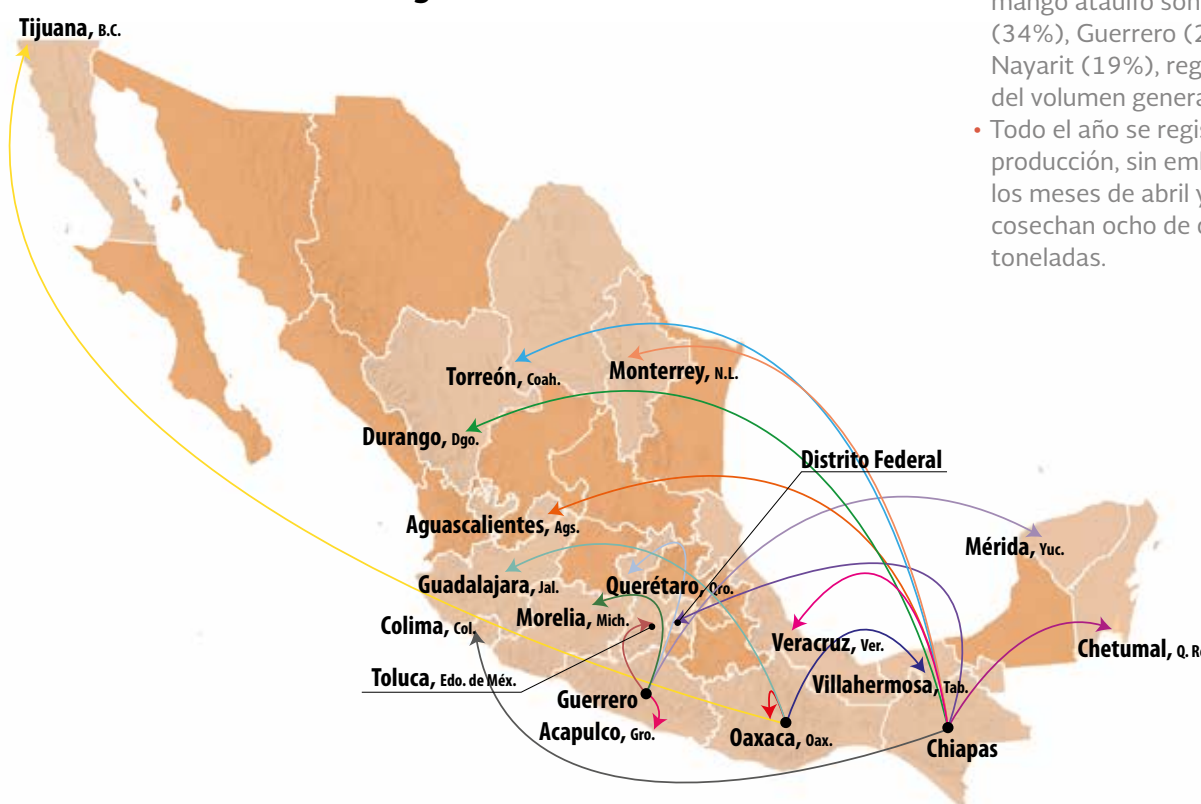 mango ataulfo son
(34%), Guerrero (2
Nayarit (19%), reg
del volumen genera
• Todo el año se regis
producción, sin emb
los meses de abril y
cosechan ocho de
toneladas.
Tijuana, B.C.
Torreón, Coah.
Monterrey, N.L.
Durango, Dgo.
Distrito Federal
Aguascalientes, Ags.
Mérida, Yuc.
Guadalajara, Jal.
Querétaro, Qro.
Morelia, Mich.
Colima, Col.
Veracruz, Ver.
Chetumal, Q. R
Toluca, Edo. de Méx.
Villahermosa, Tab.
Guerrero
Acapulco, Gro.
Oaxaca, Oax.
Chiapas